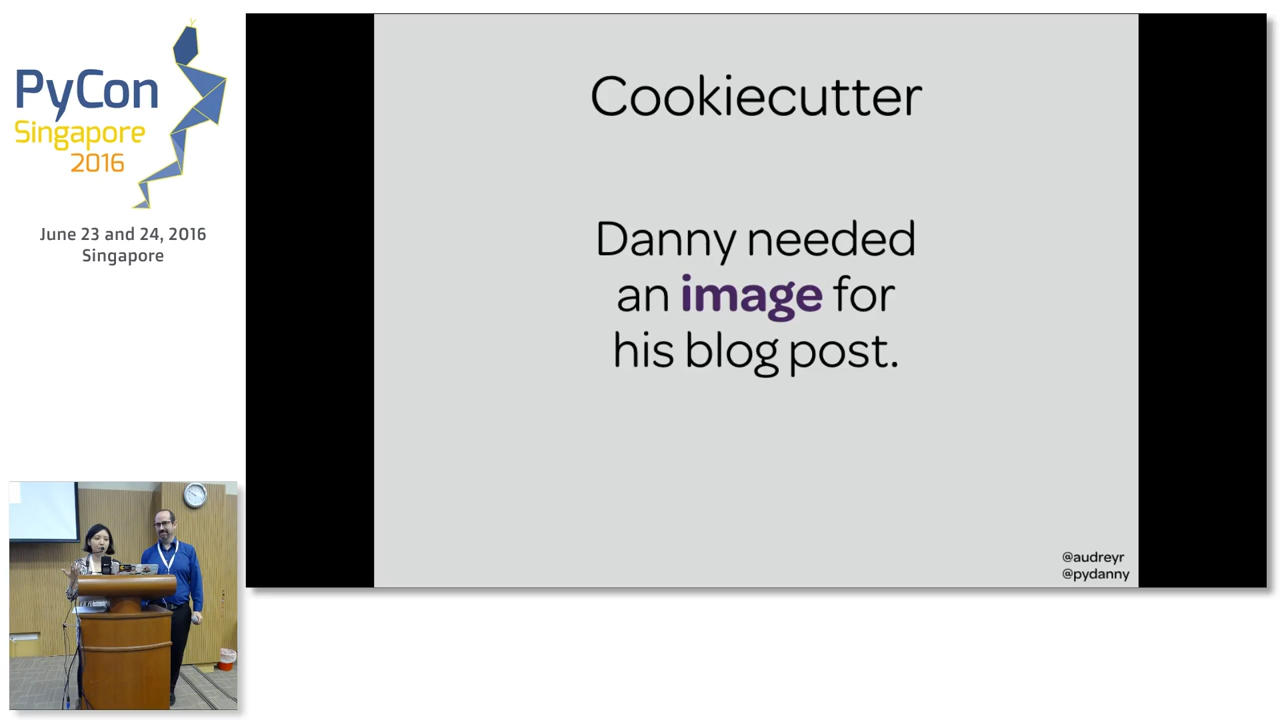 PyCon
Singapore
2016
June 23 and 24, 2016
Singapore
Cookiecutter
Danny needed
an image for
his blog post.
@audreyr
@pydanny